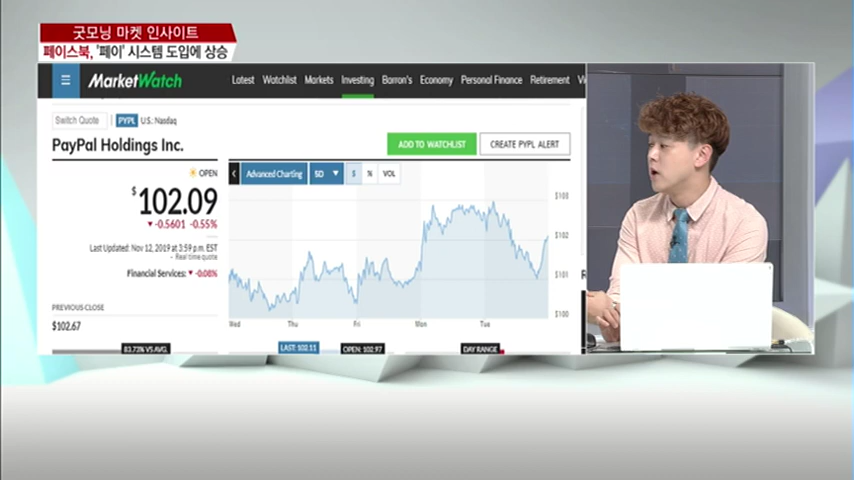 굿모닝 마켓 인사이트
페이스북, '페이' 시스템 도입에 상승
☰ MarketWatch Latest Watchlist Markets Investing Barron's Economy Personal Finance Retirement
Switch Quote PYPL U.S.: Nasdaq
PayPal Holdings Inc.
ADD TO WATCHLIST CREATE PYPL ALERT
OPEN
$102.09
-0.5601 -0.55%
Last Updated: Nov 12, 2019 at 3:59 p.m. EST
Real time quote
Financial Services: -0.08%
PREVIOUS CLOSE
$102.67
Advanced Charting 5D $ % VOL
$103
$102
$101
$100
Wed Thu Fri Mon Tue
83.73% VS AVG. LAST: 102.11 OPEN: 102.97 DAY RANGE